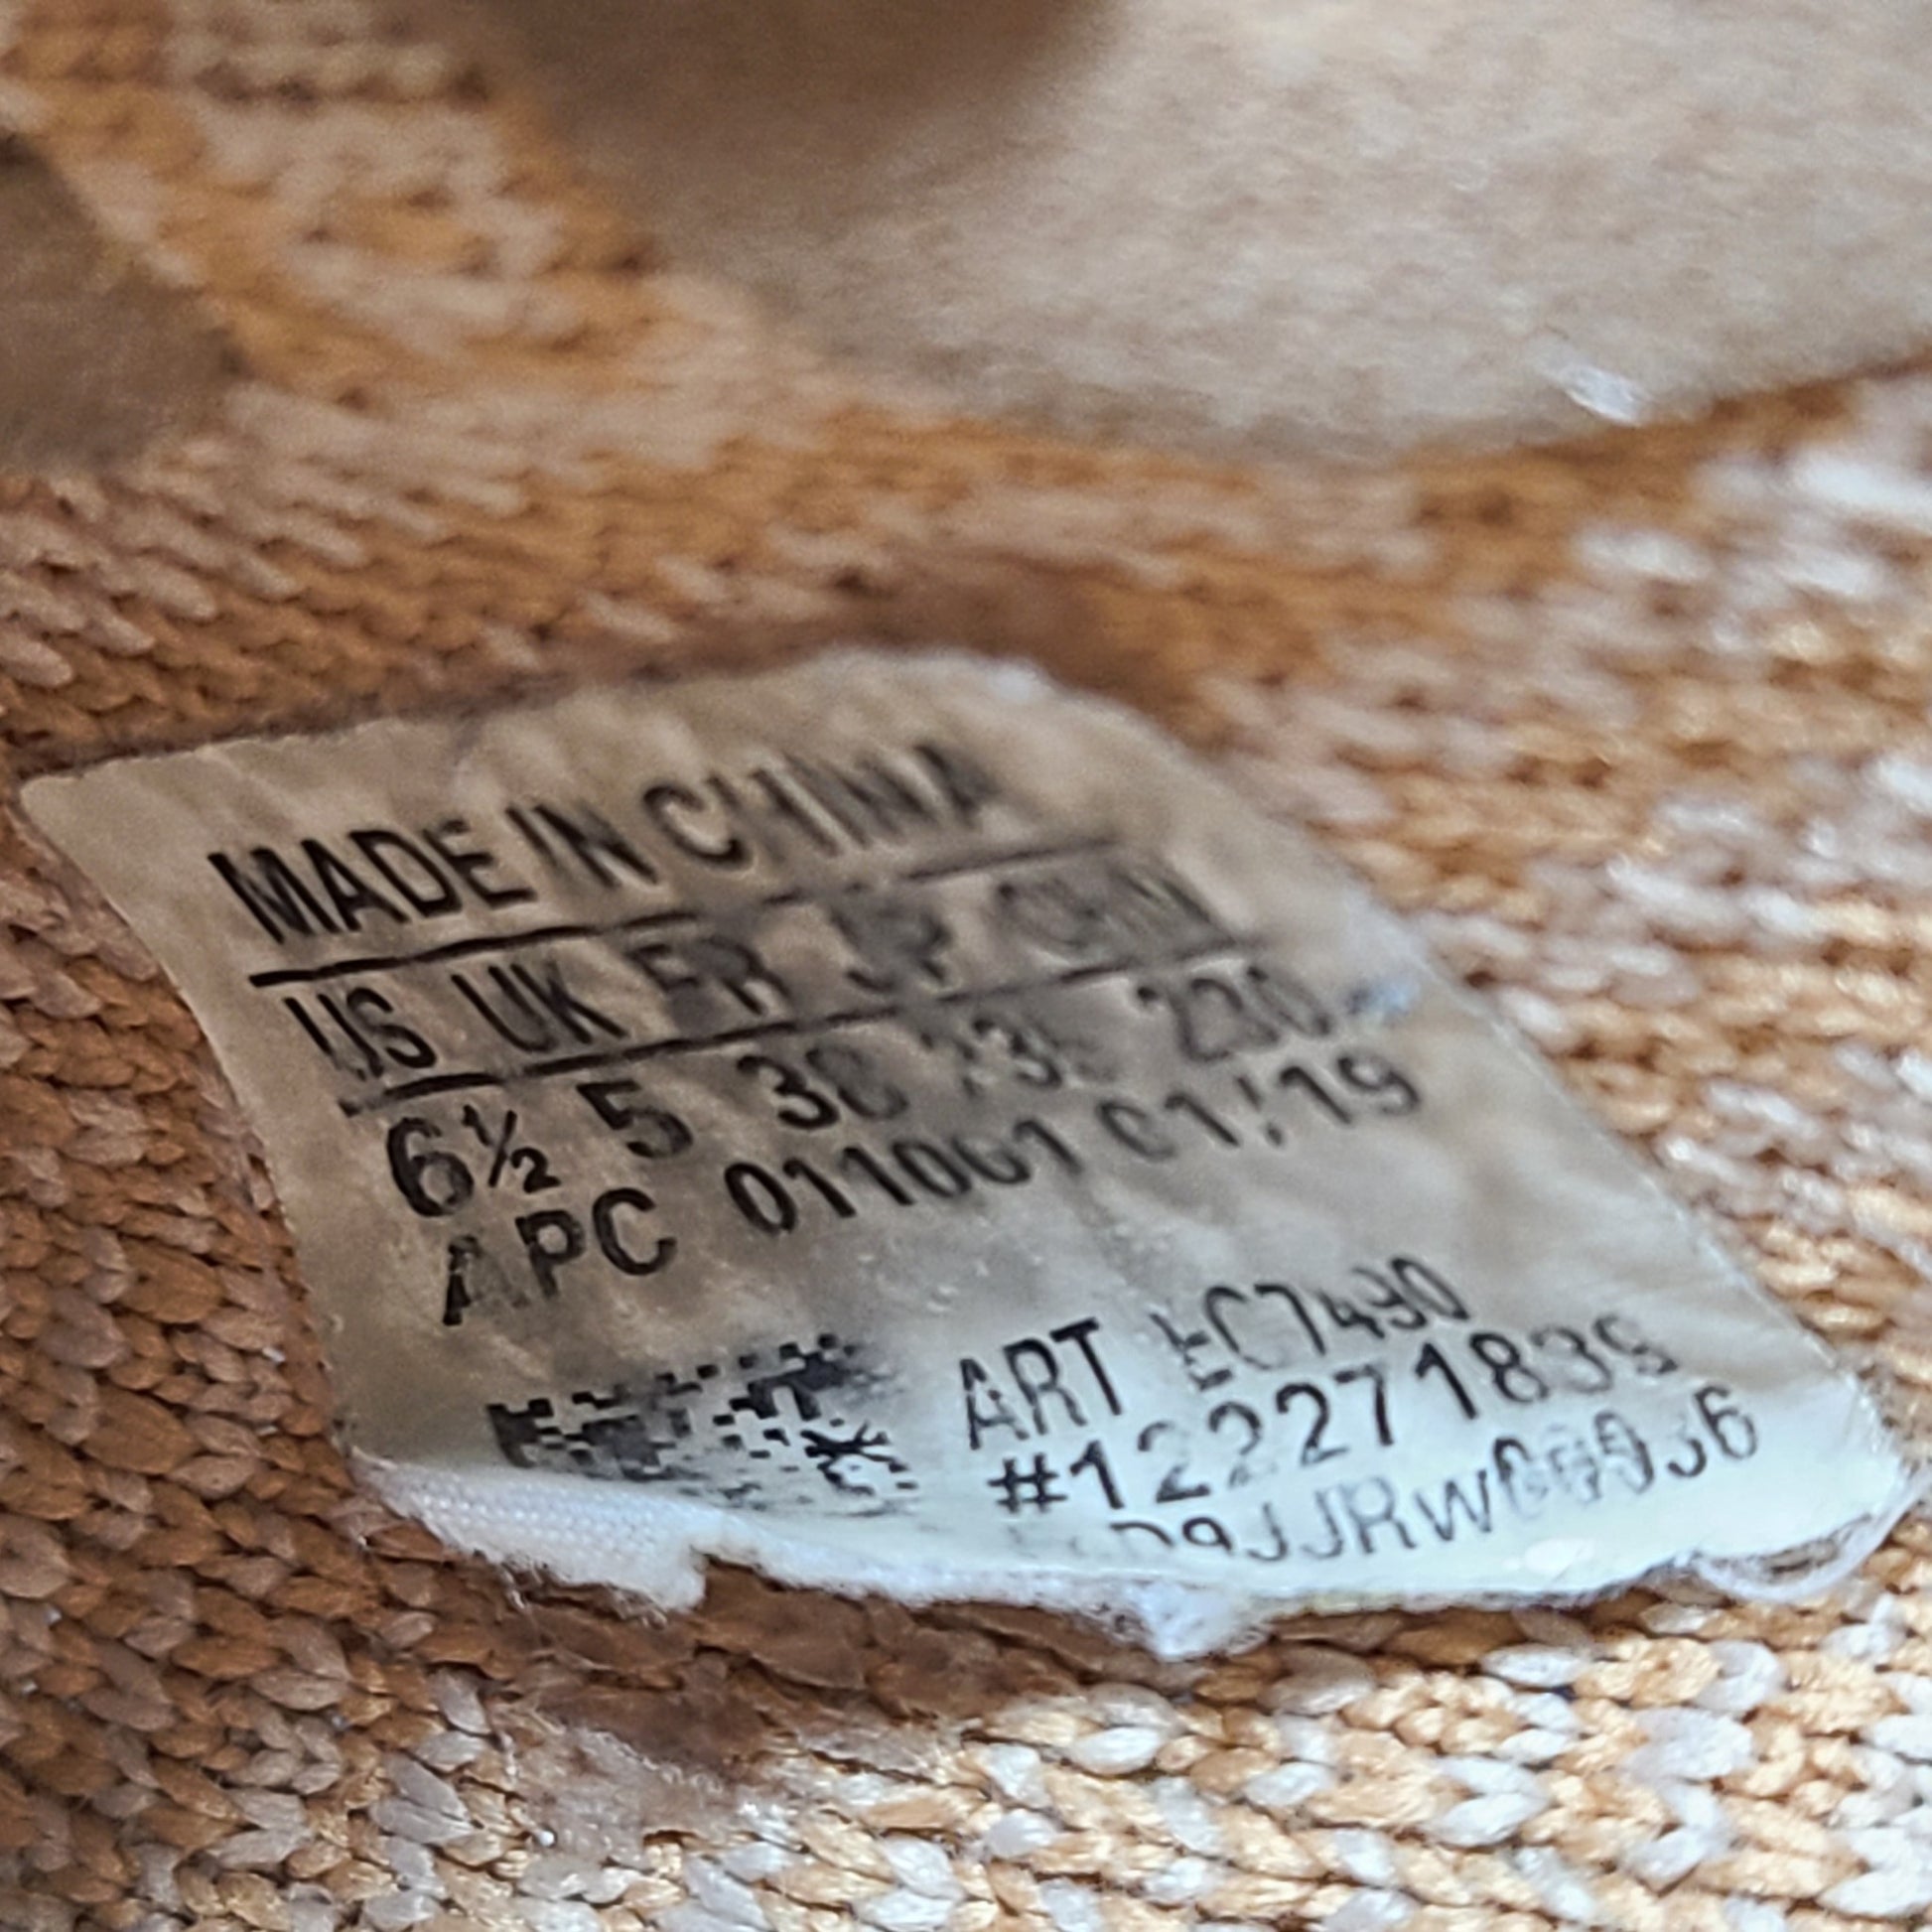 MADE IN CHINA
US UK FR JP CHN
6½ 5 38 230
APC 011001 01/19
ART EC7490
#122271839